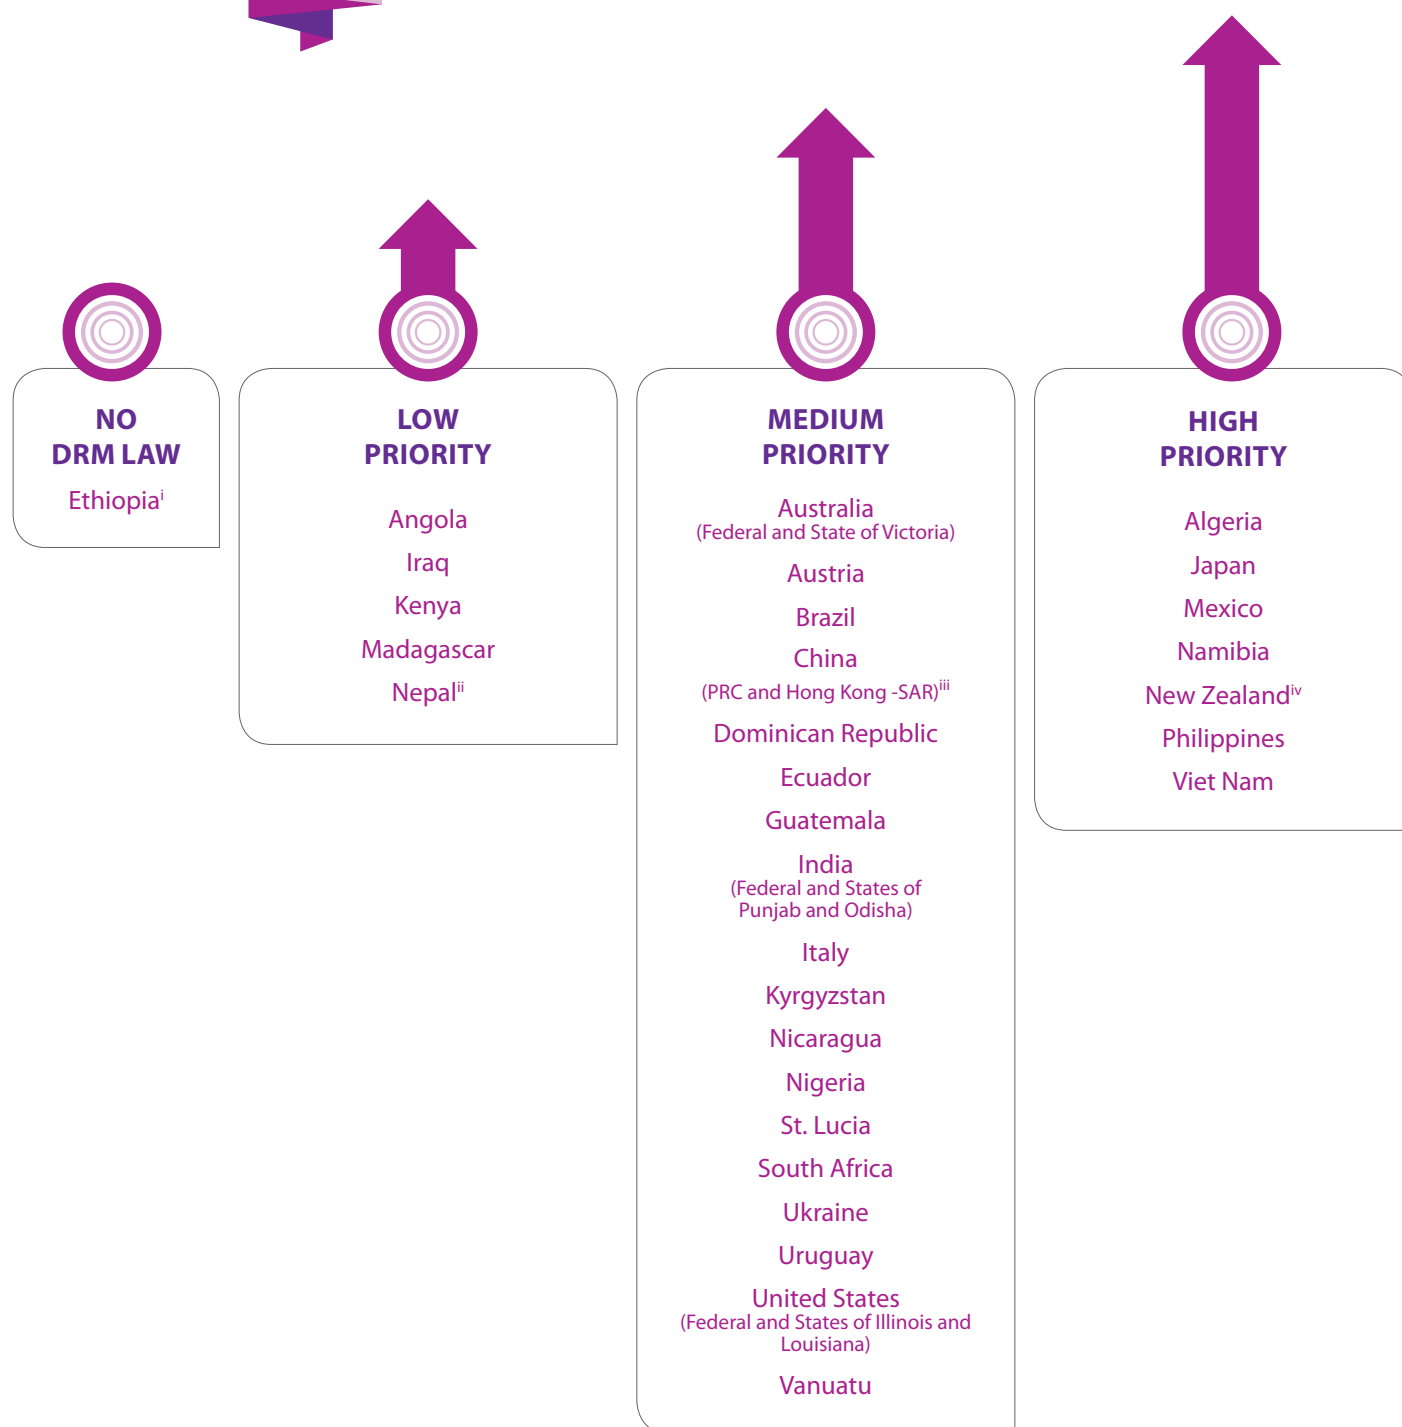 NO
DRM LAW
Ethiopiaⁱ
LOW
PRIORITY
Angola
Iraq
Kenya
Madagascar
Nepalⁱⁱ
MEDIUM
PRIORITY
Australia
(Federal and State of Victoria)
Austria
Brazil
China
(PRC and Hong Kong -SAR)ⁱⁱⁱ
Dominican Republic
Ecuador
Guatemala
India
(Federal and States of
Punjab and Odisha)
Italy
Kyrgyzstan
Nicaragua
Nigeria
St. Lucia
South Africa
Ukraine
Uruguay
United States
(Federal and States of Illinois and
Louisiana)
Vanuatu
HIGH
PRIORITY
Algeria
Japan
Mexico
Namibia
New Zealandⁱᵛ
Philippines
Viet Nam